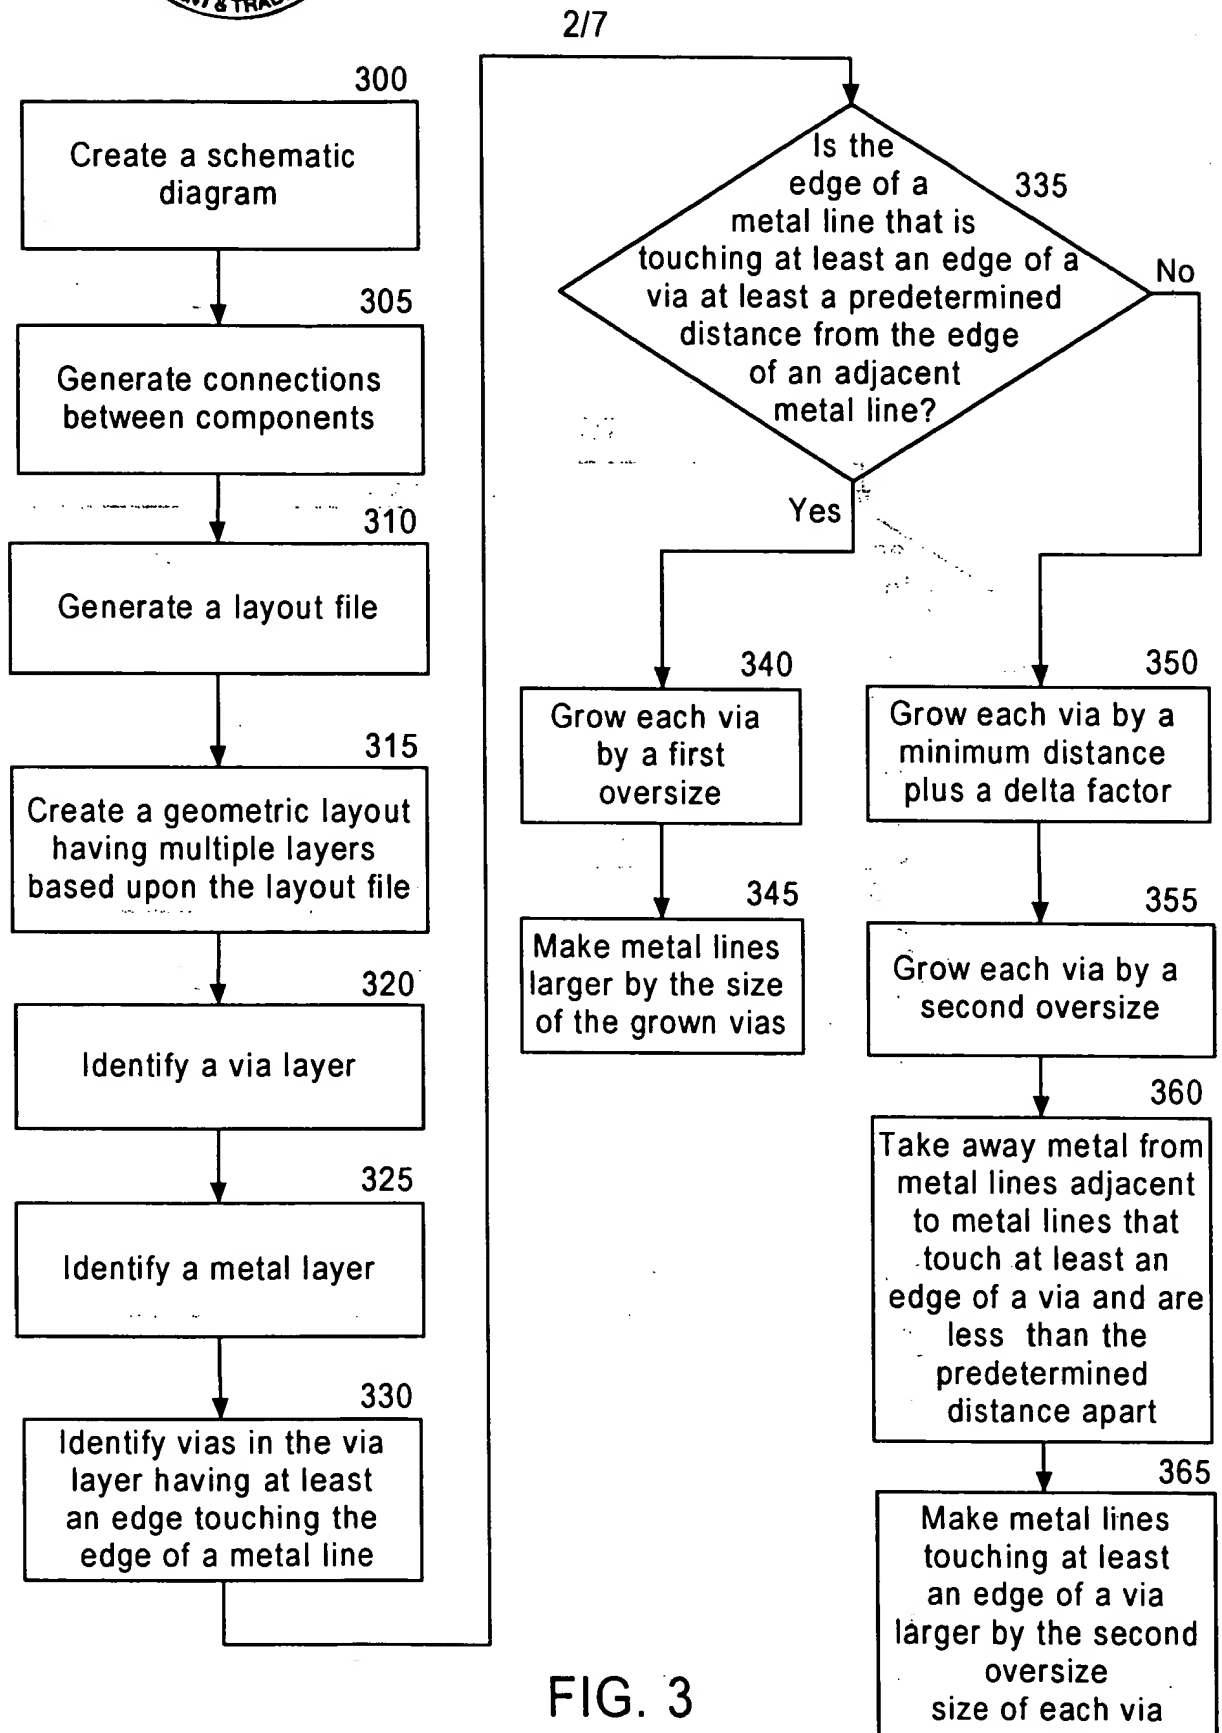 & TRAD
2/7
300
Create a schematic
diagram
305
Generate connections
between components
310
Generate a layout file
315
Create a geometric layout
having multiple layers
based upon the layout file
320
Identify a via layer
325
Identify a metal layer
330
Identify vias in the via
layer having at least
an edge touching the
edge of a metal line
Is the
edge of a
metal line that is
touching at least an edge of a
via at least a predetermined
distance from the edge
of an adjacent
metal line?
335
No
Yes
340
Grow each via
by a first
oversize
345
Make metal lines
larger by the size
of the grown vias
350
Grow each via by a
minimum distance
plus a delta factor
355
Grow each via by a
second oversize
360
Take away metal from
metal lines adjacent
to metal lines that
touch at least an
edge of a via and are
less than the
predetermined
distance apart
365
Make metal lines
touching at least
an edge of a via
larger by the second
oversize
size of each via
FIG. 3